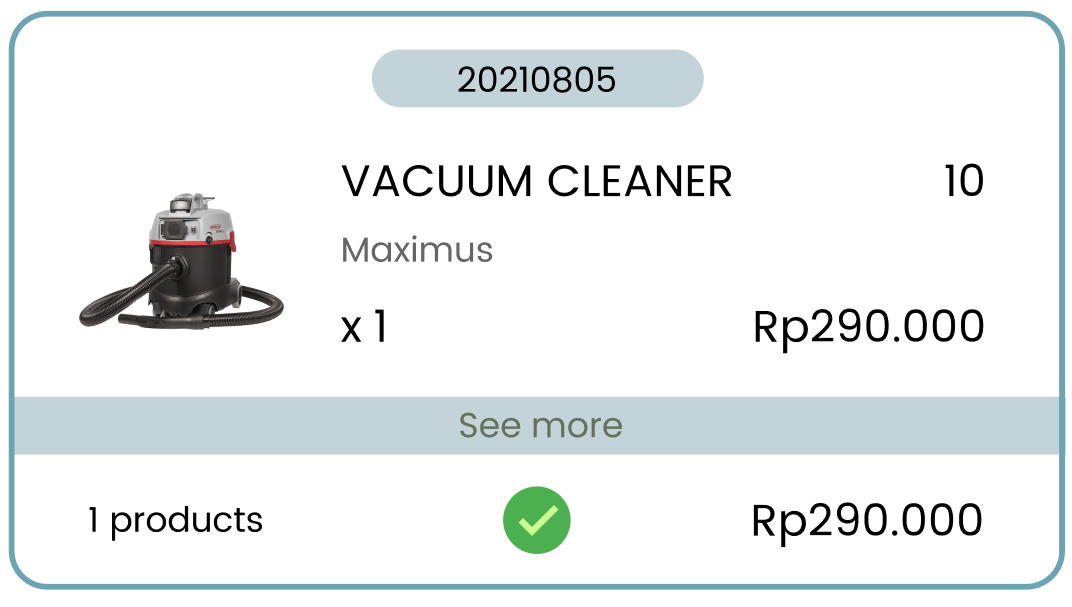 20210805
VACUUM CLEANER 10
Maximus
x 1 Rp290.000
See more
1 products Rp290.000